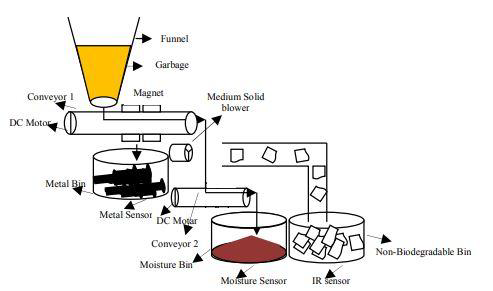 Funnel
Garbage
Magnet
Conveyor 1
Medium Solid
blower
DC Motor
Metal Bin
Metal Sensor
DC Motar
Conveyor 2
Moisture Bin
Moisture Sensor
IR sensor
Non-Biodegradable Bin